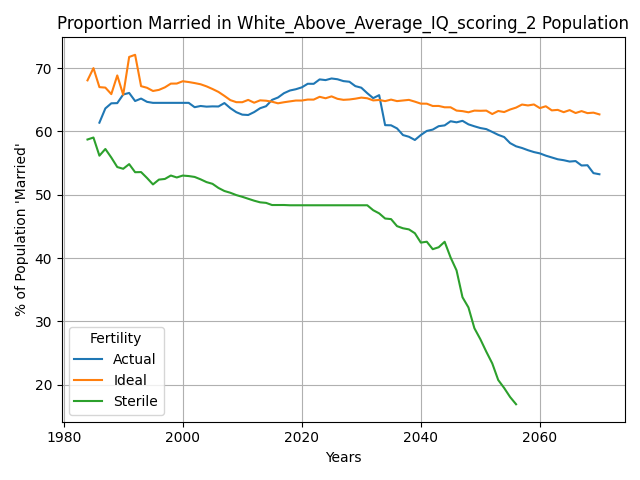 Proportion Married in White_Above_Average_IQ_scoring_2 Population
% of Population 'Married'
70
60
50
40
30
20
Fertility
Actual
Ideal
Sterile
1980 2000 2020 2040 2060
Years